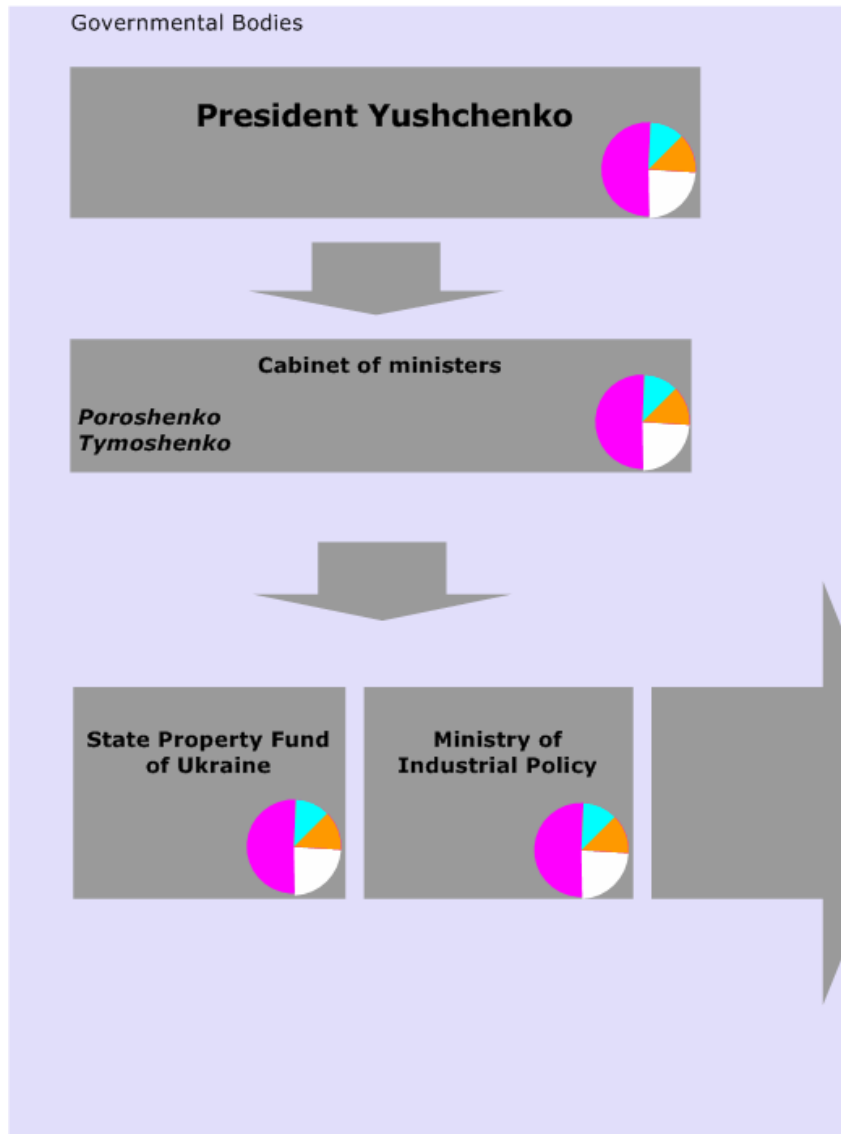 Governmental Bodies
President Yushchenko
Cabinet of ministers
Poroshenko
Tymoshenko
State Property Fund
of Ukraine
Ministry of
Industrial Policy